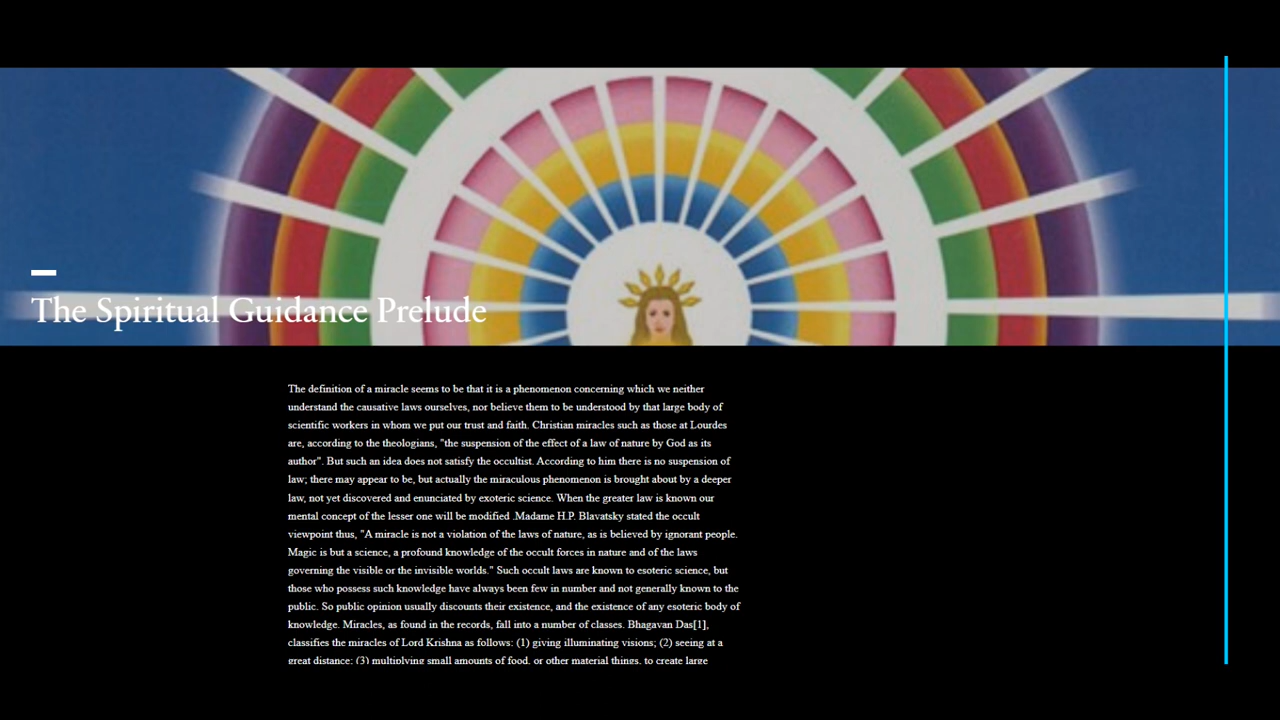 The Spiritual Guidance Prelude
The definition of a miracle seems to be that it is a phenomenon concerning which we neither
understand the causative laws ourselves, nor believe them to be understood by that large body of
scientific workers in whom we put our trust and faith. Christian miracles such as those at Lourdes
are, according to the theologians, "the suspension of the effect of a law of nature by God as its
author". But such an idea does not satisfy the occultist. According to him there is no suspension of
law; there may appear to be, but actually the miraculous phenomenon is brought about by a deeper
law, not yet discovered and enunciated by exoteric science. When the greater law is known our
mental concept of the lesser one will be modified .Madame H.P. Blavatsky stated the occult
viewpoint thus, "A miracle is not a violation of the laws of nature, as is believed by ignorant people.
Magic is but a science, a profound knowledge of the occult forces in nature and of the laws
governing the visible or the invisible worlds." Such occult laws are known to esoteric science, but
those who possess such knowledge have always been few in number and not generally known to the
public. So public opinion usually discounts their existence, and the existence of any esoteric body of
knowledge. Miracles, as found in the records, fall into a number of classes. Bhagavan Das[1],
classifies the miracles of Lord Krishna as follows: (1) giving illuminating visions; (2) seeing at a
great distance; (3) multiplying small amounts of food, or other material things, to create large